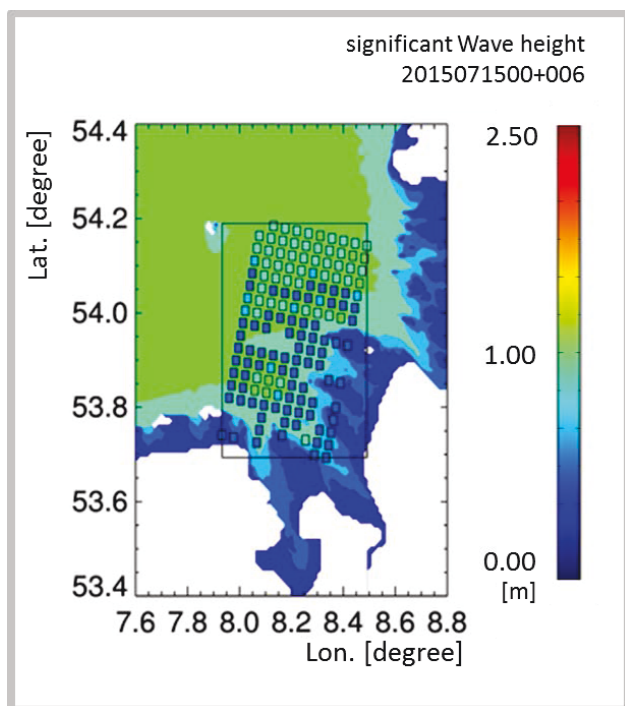 significant Wave height
2015071500+006
Lat. [degree]
54.4
54.2
54.0
53.8
53.6
53.4
7.6 7.8 8.0 8.2 8.4 8.6 8.8
Lon. [degree]
2.50
1.00
0.00
[m]